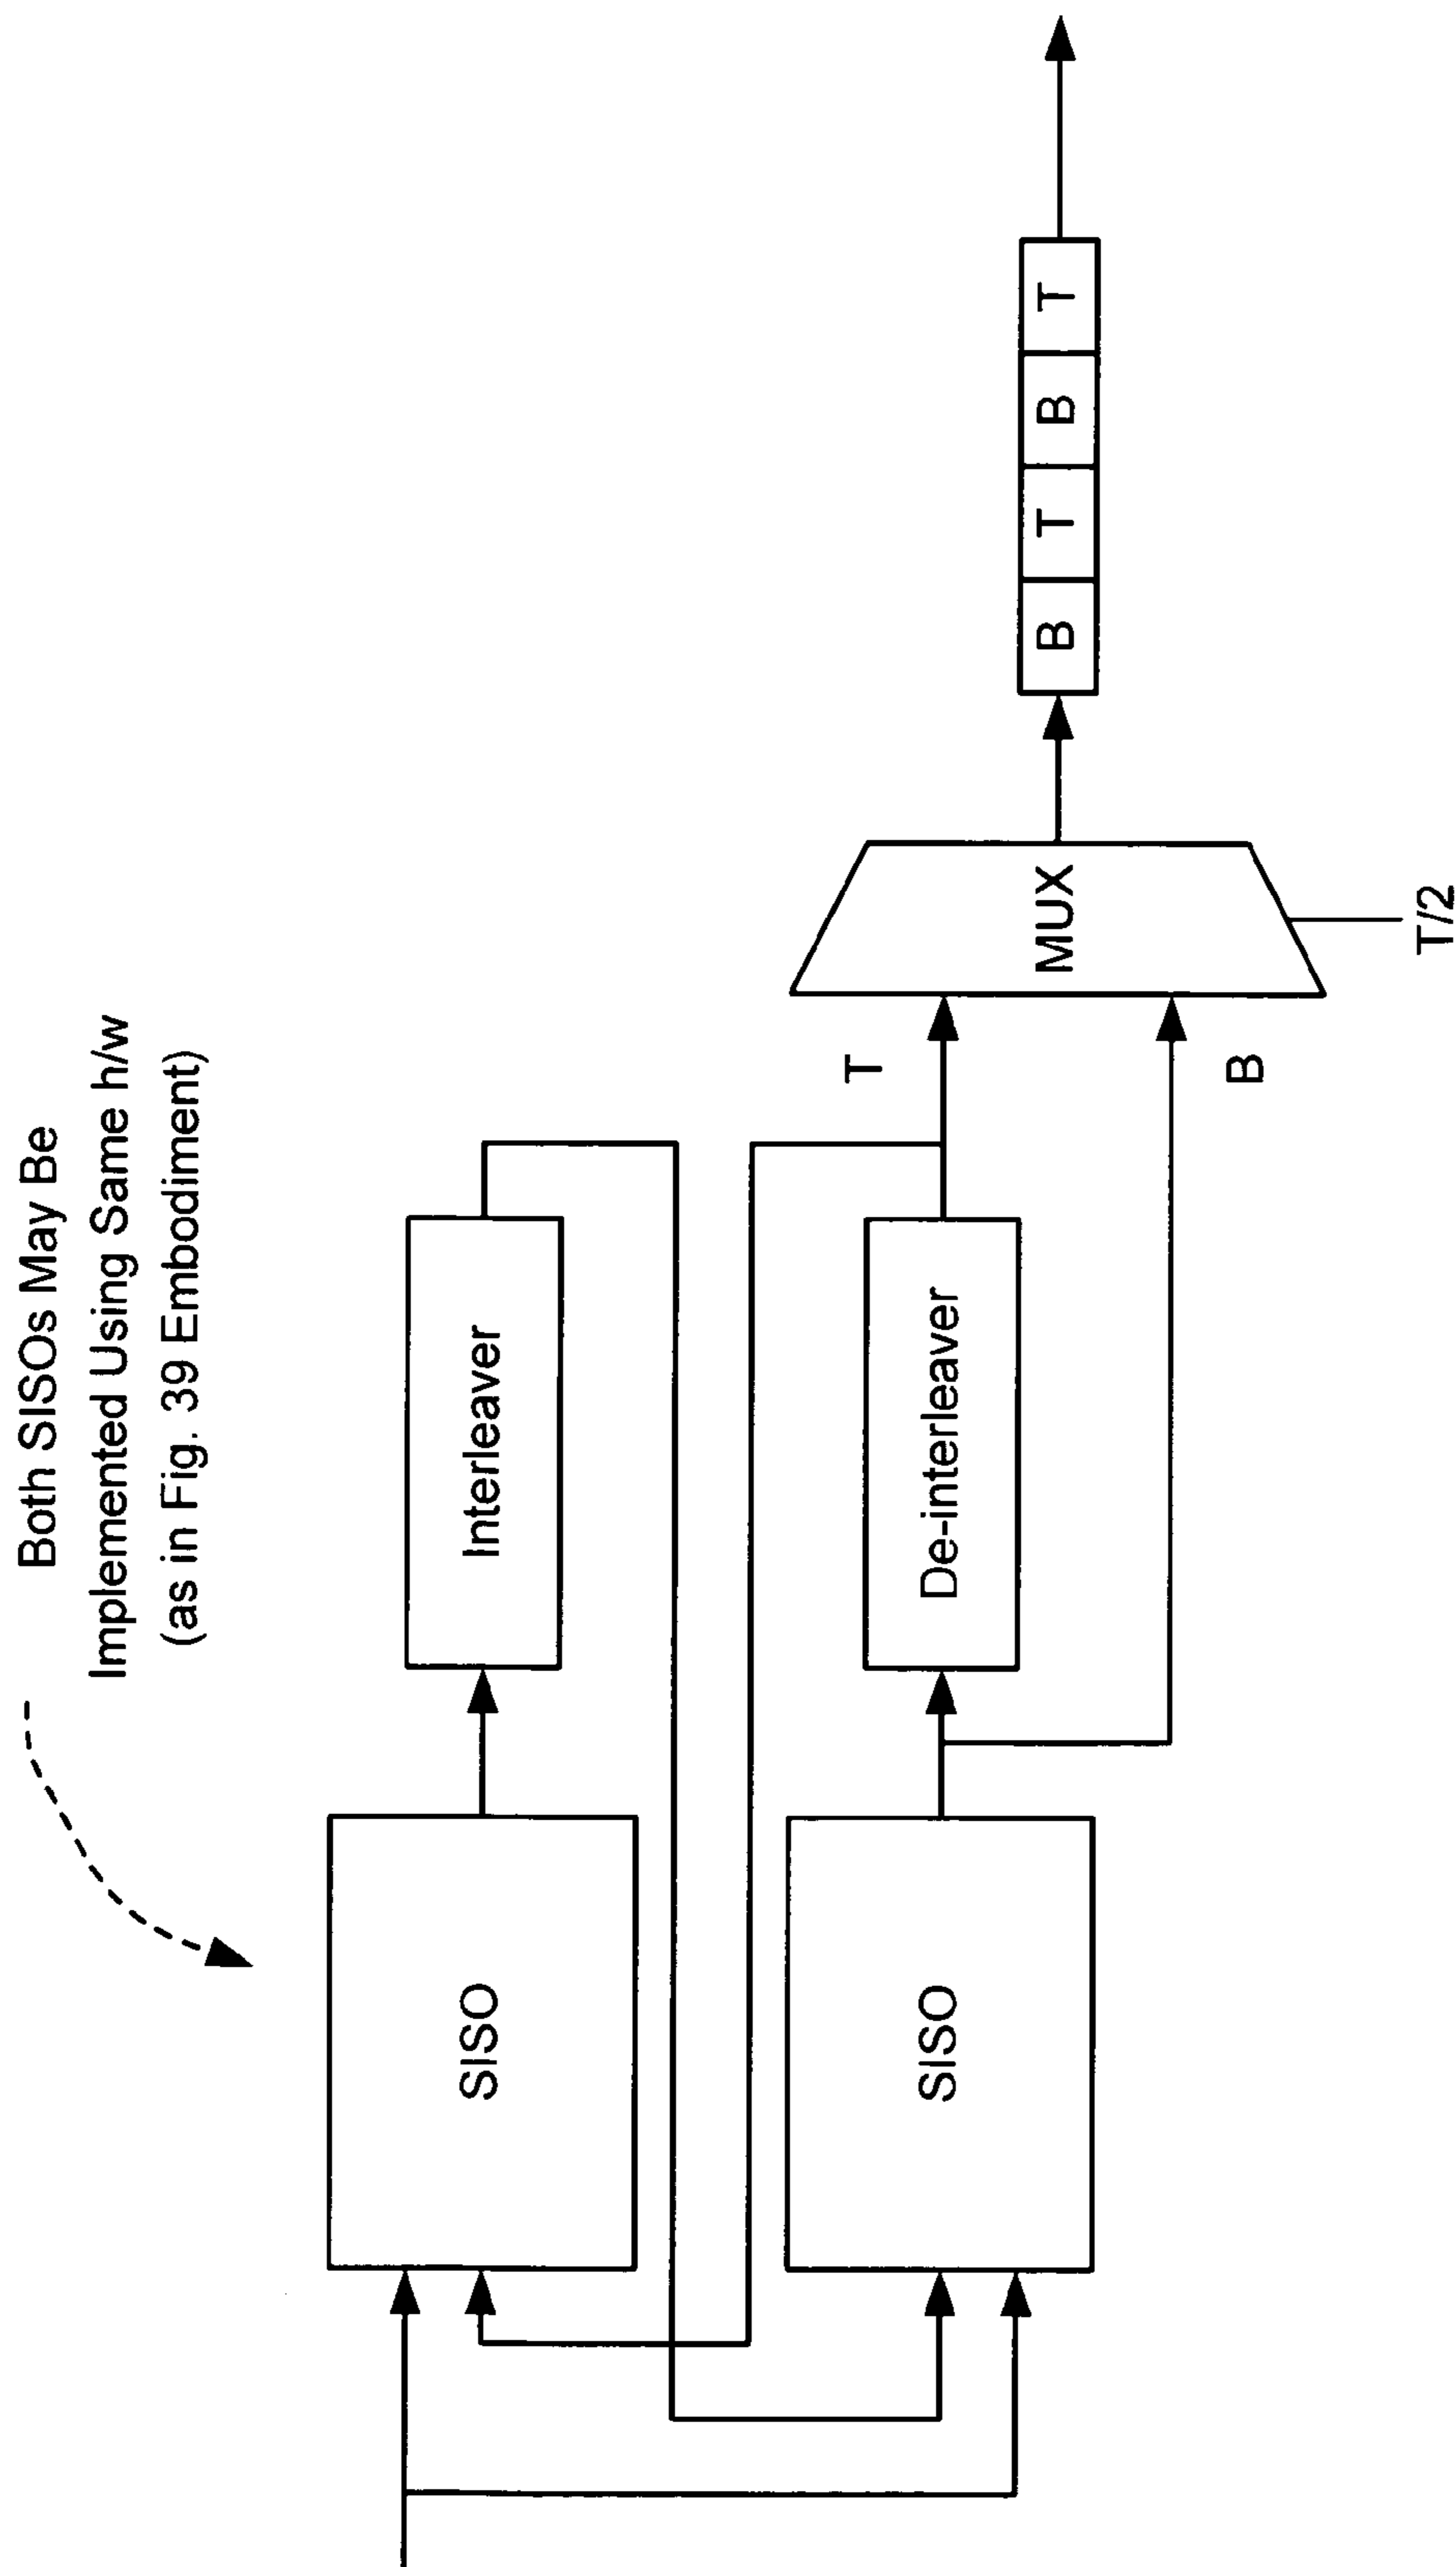 Both SISOs May Be
Implemented Using Same h/w
(as in Fig. 39 Embodiment)
SISO
Interleaver
SISO
De-interleaver
T
B
MUX
T/2
B
T
B
T